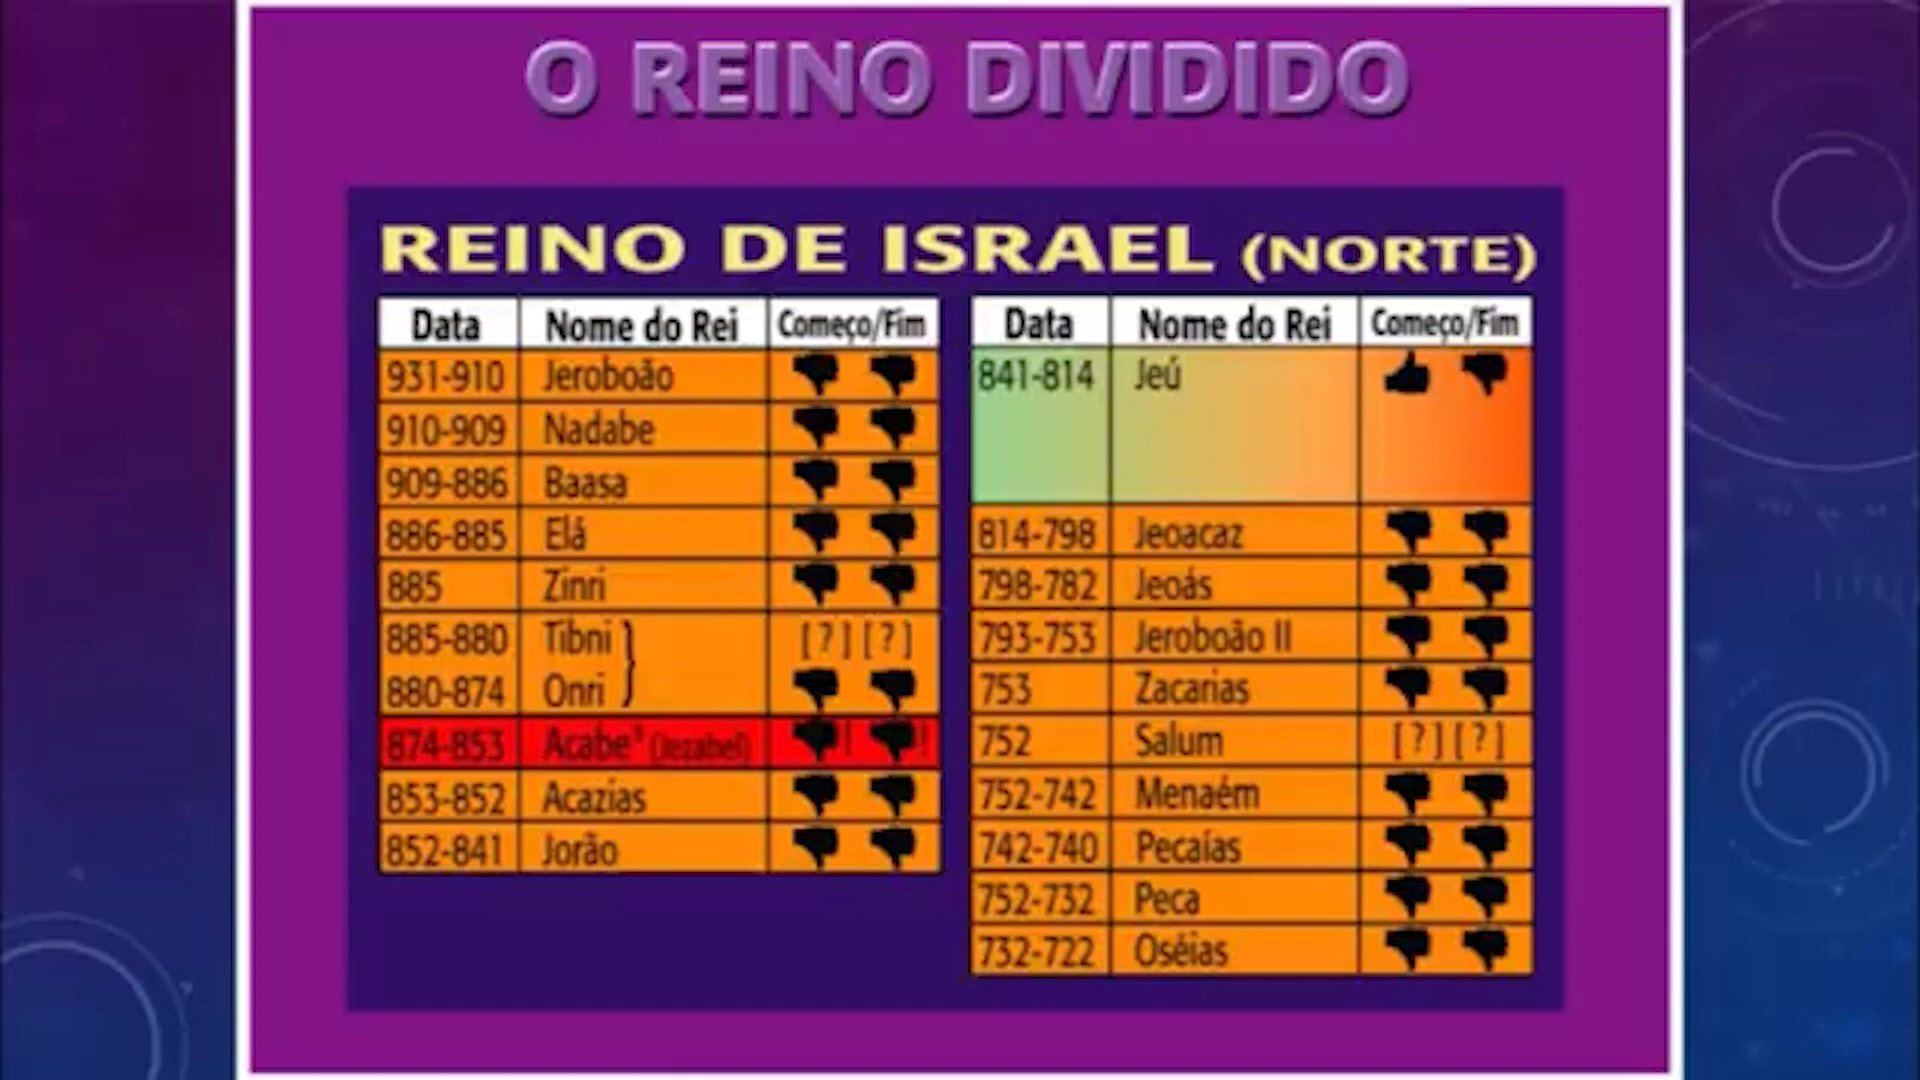 O REINO DIVIDIDO
REINO DE ISRAEL (NORTE)
Data Nome do Rei Começo/Fim
931-910 Jeroboão
910-909 Nadabe
909-886 Baasa
886-885 Elá
885 Zinri
885-880 Tibni } [?] [?]
880-874 Onri
874-853 Acabe (Jezabel) ! !
853-852 Acazias
852-841 Jorão
Data Nome do Rei Começo/Fim
841-814 Jeú
814-798 Jeoacaz
798-782 Jeoás
793-753 Jeroboão II
753 Zacarias
752 Salum [?] [?]
752-742 Menaém
742-740 Pecaías
752-732 Peca
732-722 Oséias